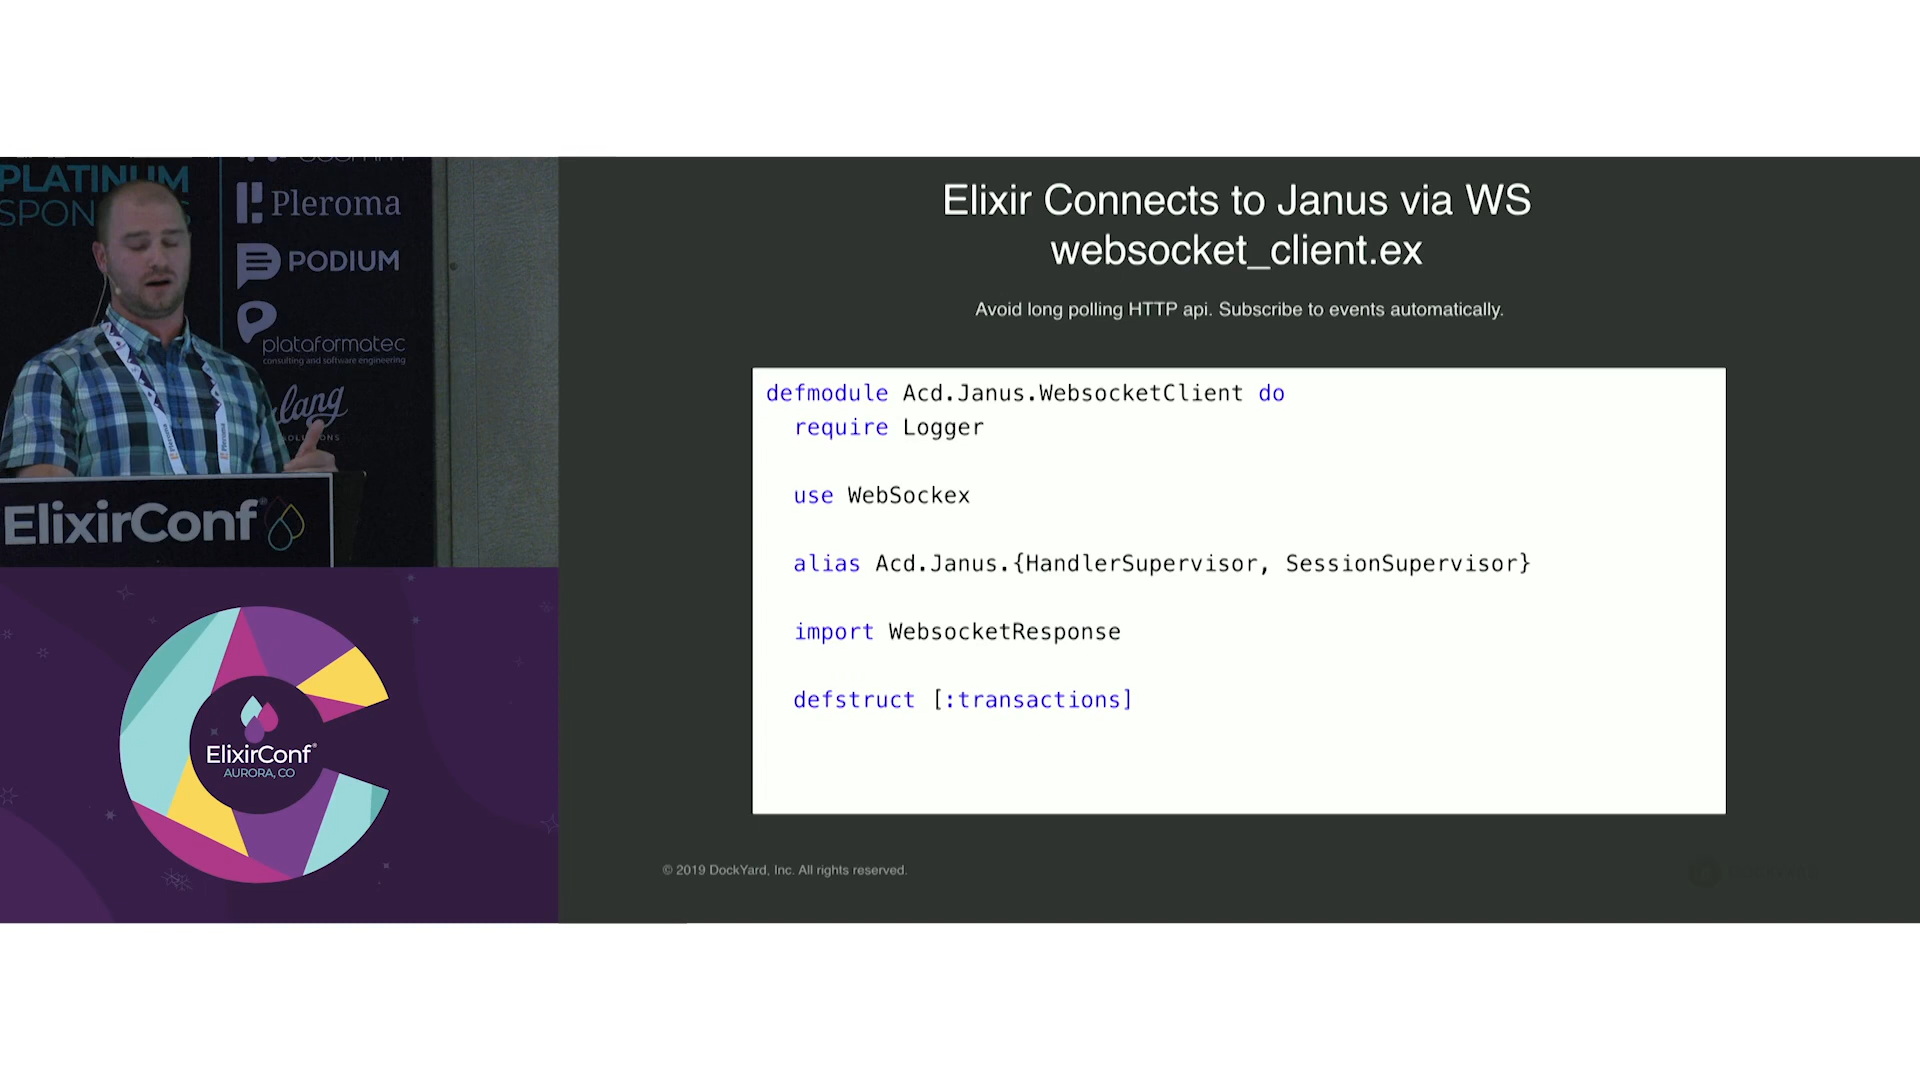 PLATINUM
SPON
Pleroma
PODIUM
plataformatec
consulting and software engineering
lang
ElixirConf
ElixirConf
AURORA, CO
Elixir Connects to Janus via WS
websocket_client.ex
Avoid long polling HTTP api. Subscribe to events automatically.
defmodule Acd.Janus.WebsocketClient do
require Logger
use WebSockex
alias Acd.Janus.{HandlerSupervisor, SessionSupervisor}
import WebsocketResponse
defstruct [:transactions]
© 2019 DockYard, Inc. All rights reserved.